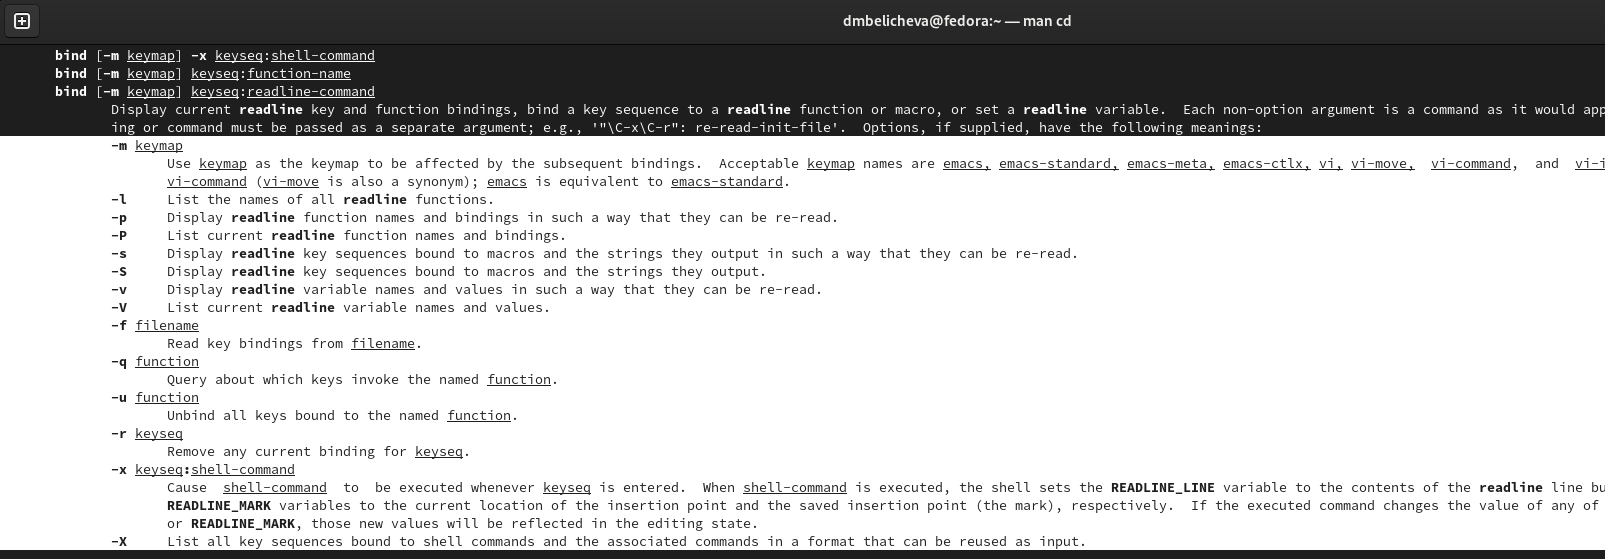 dmbelicheva@fedora:~ — man cd
bind [-m keymap] -x keyseq:shell-command
bind [-m keymap] keyseq:function-name
bind [-m keymap] keyseq:readline-command
Display current readline key and function bindings, bind a key sequence to a readline function or macro, or set a readline variable.  Each non-option argument is a command as it would app
ing or command must be passed as a separate argument; e.g., '"\C-x\C-r": re-read-init-file'.  Options, if supplied, have the following meanings:
-m keymap
Use keymap as the keymap to be affected by the subsequent bindings.  Acceptable keymap names are emacs, emacs-standard, emacs-meta, emacs-ctlx, vi, vi-move,  vi-command,  and  vi-i
vi-command (vi-move is also a synonym); emacs is equivalent to emacs-standard.
-l     List the names of all readline functions.
-p     Display readline function names and bindings in such a way that they can be re-read.
-P     List current readline function names and bindings.
-s     Display readline key sequences bound to macros and the strings they output in such a way that they can be re-read.
-S     Display readline key sequences bound to macros and the strings they output.
-v     Display readline variable names and values in such a way that they can be re-read.
-V     List current readline variable names and values.
-f filename
Read key bindings from filename.
-q function
Query about which keys invoke the named function.
-u function
Unbind all keys bound to the named function.
-r keyseq
Remove any current binding for keyseq.
-x keyseq:shell-command
Cause  shell-command  to  be executed whenever keyseq is entered.  When shell-command is executed, the shell sets the READLINE_LINE variable to the contents of the readline line bu
READLINE_MARK variables to the current location of the insertion point and the saved insertion point (the mark), respectively.  If the executed command changes the value of any of
or READLINE_MARK, those new values will be reflected in the editing state.
-X     List all key sequences bound to shell commands and the associated commands in a format that can be reused as input.